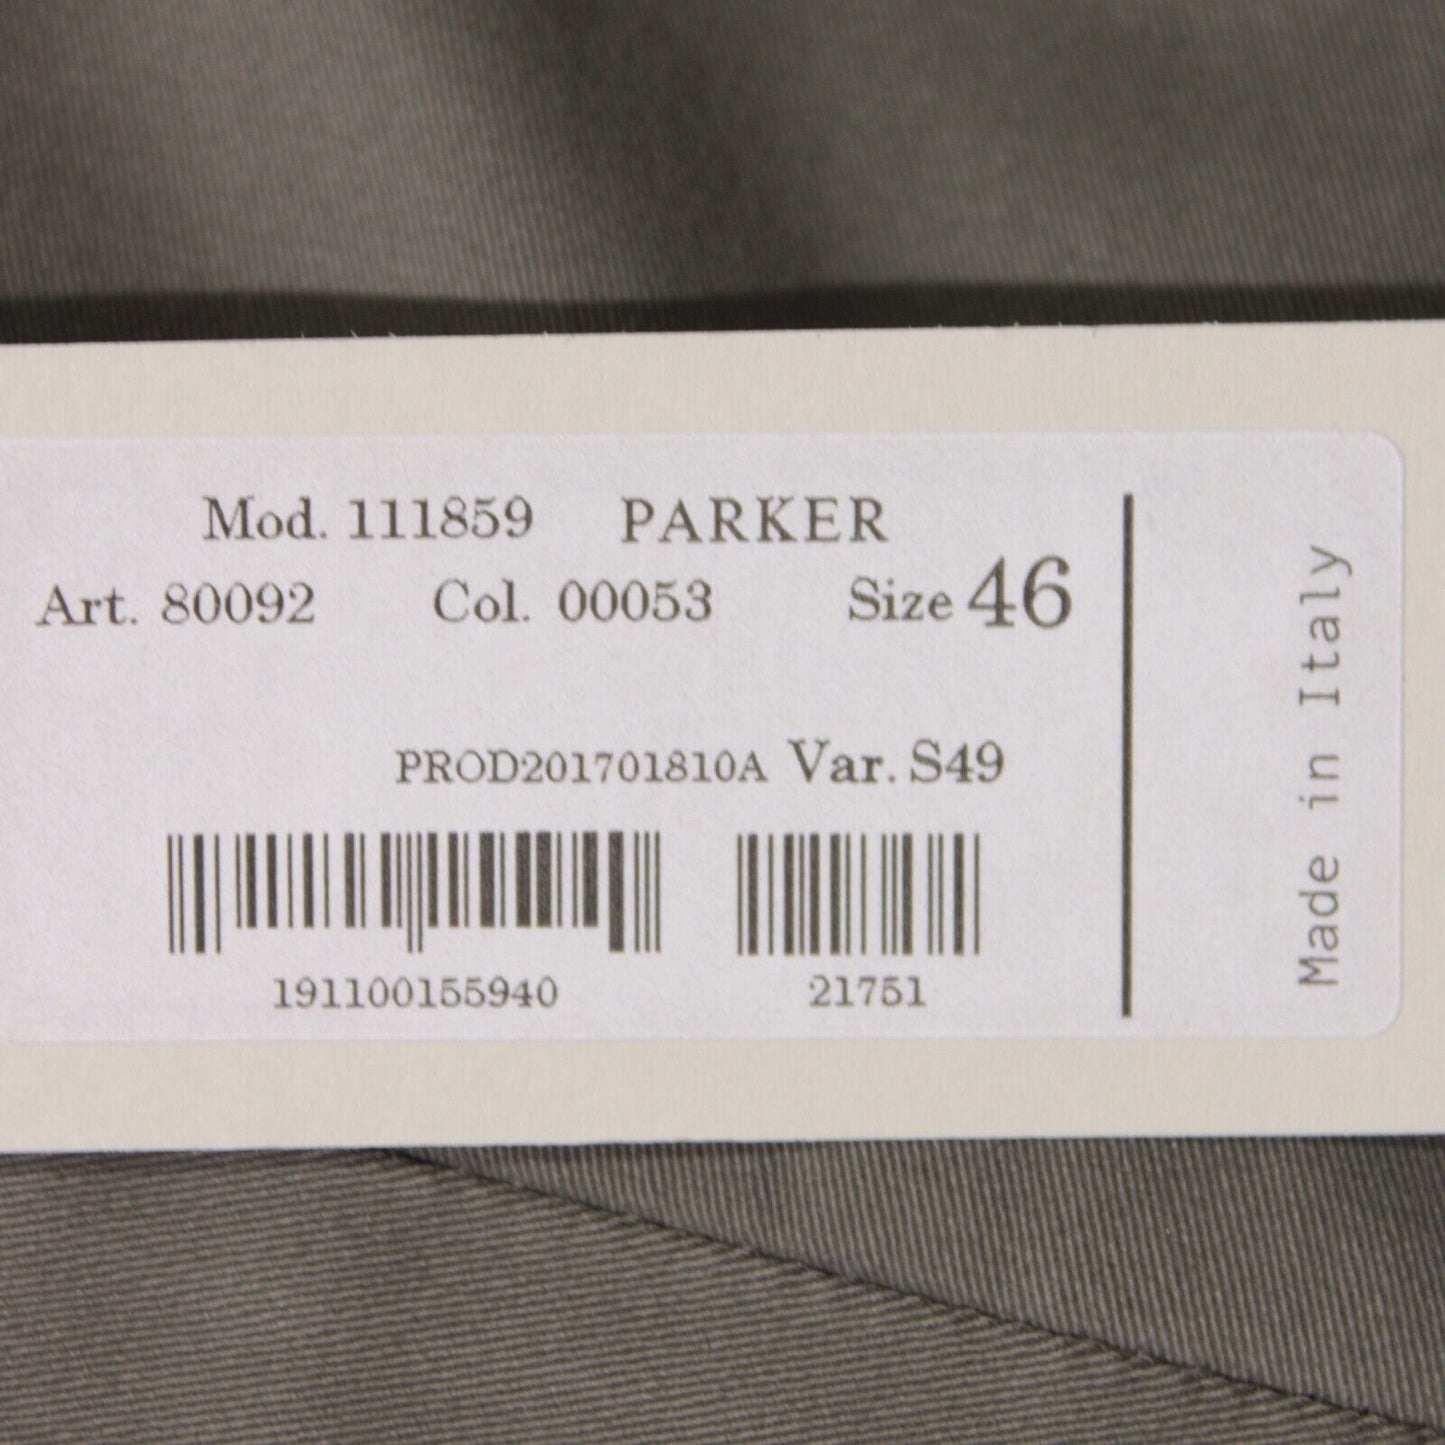 Mod. 111859 PARKER
Art. 80092 Col. 00053 Size 46
PROD201701810A Var. S49
191100155940 21751
Made in Italy